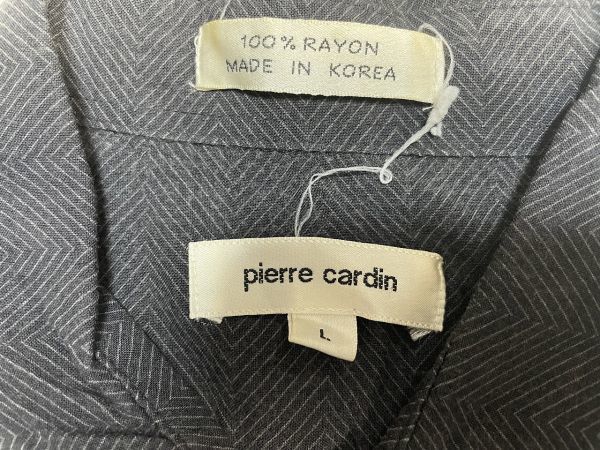 100% RAYON
MADE IN KOREA
pierre cardin
L.